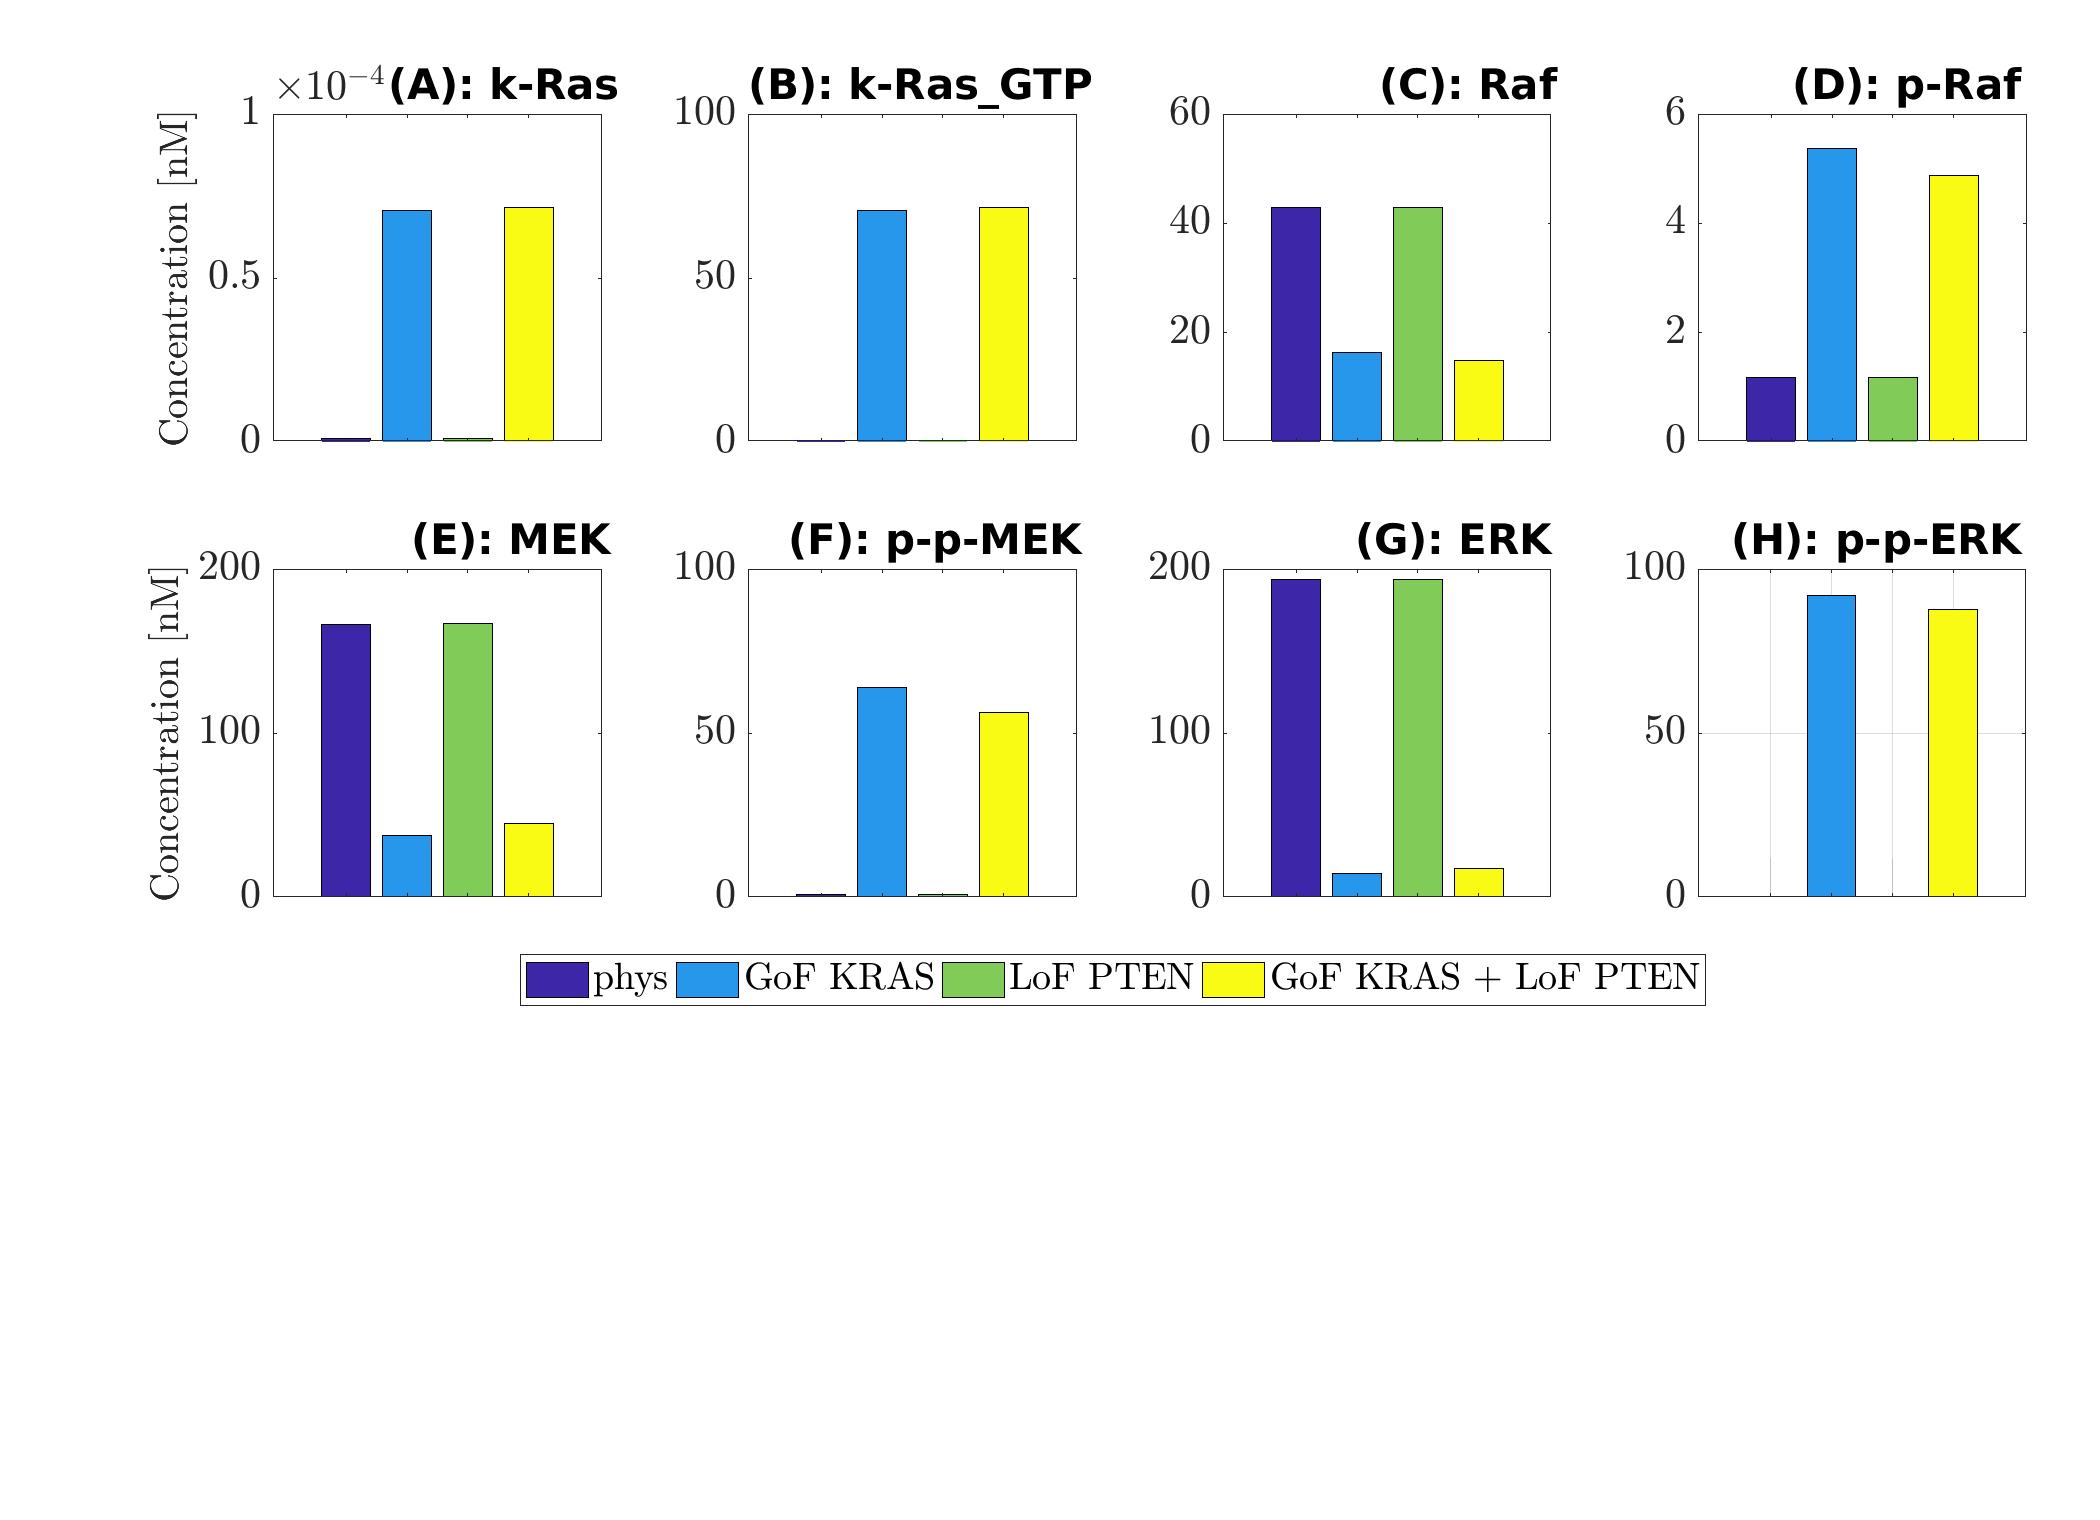 ×10⁻⁴ (A): k-Ras
(B): k-Ras_GTP
(C): Raf
(D): p-Raf
Concentration [nM]
1
0.5
0
100
50
0
60
40
20
0
6
4
2
0
(E): MEK
(F): p-p-MEK
(G): ERK
(H): p-p-ERK
Concentration [nM]
200
100
0
100
50
0
200
100
0
100
50
0
phys GoF KRAS LoF PTEN GoF KRAS + LoF PTEN